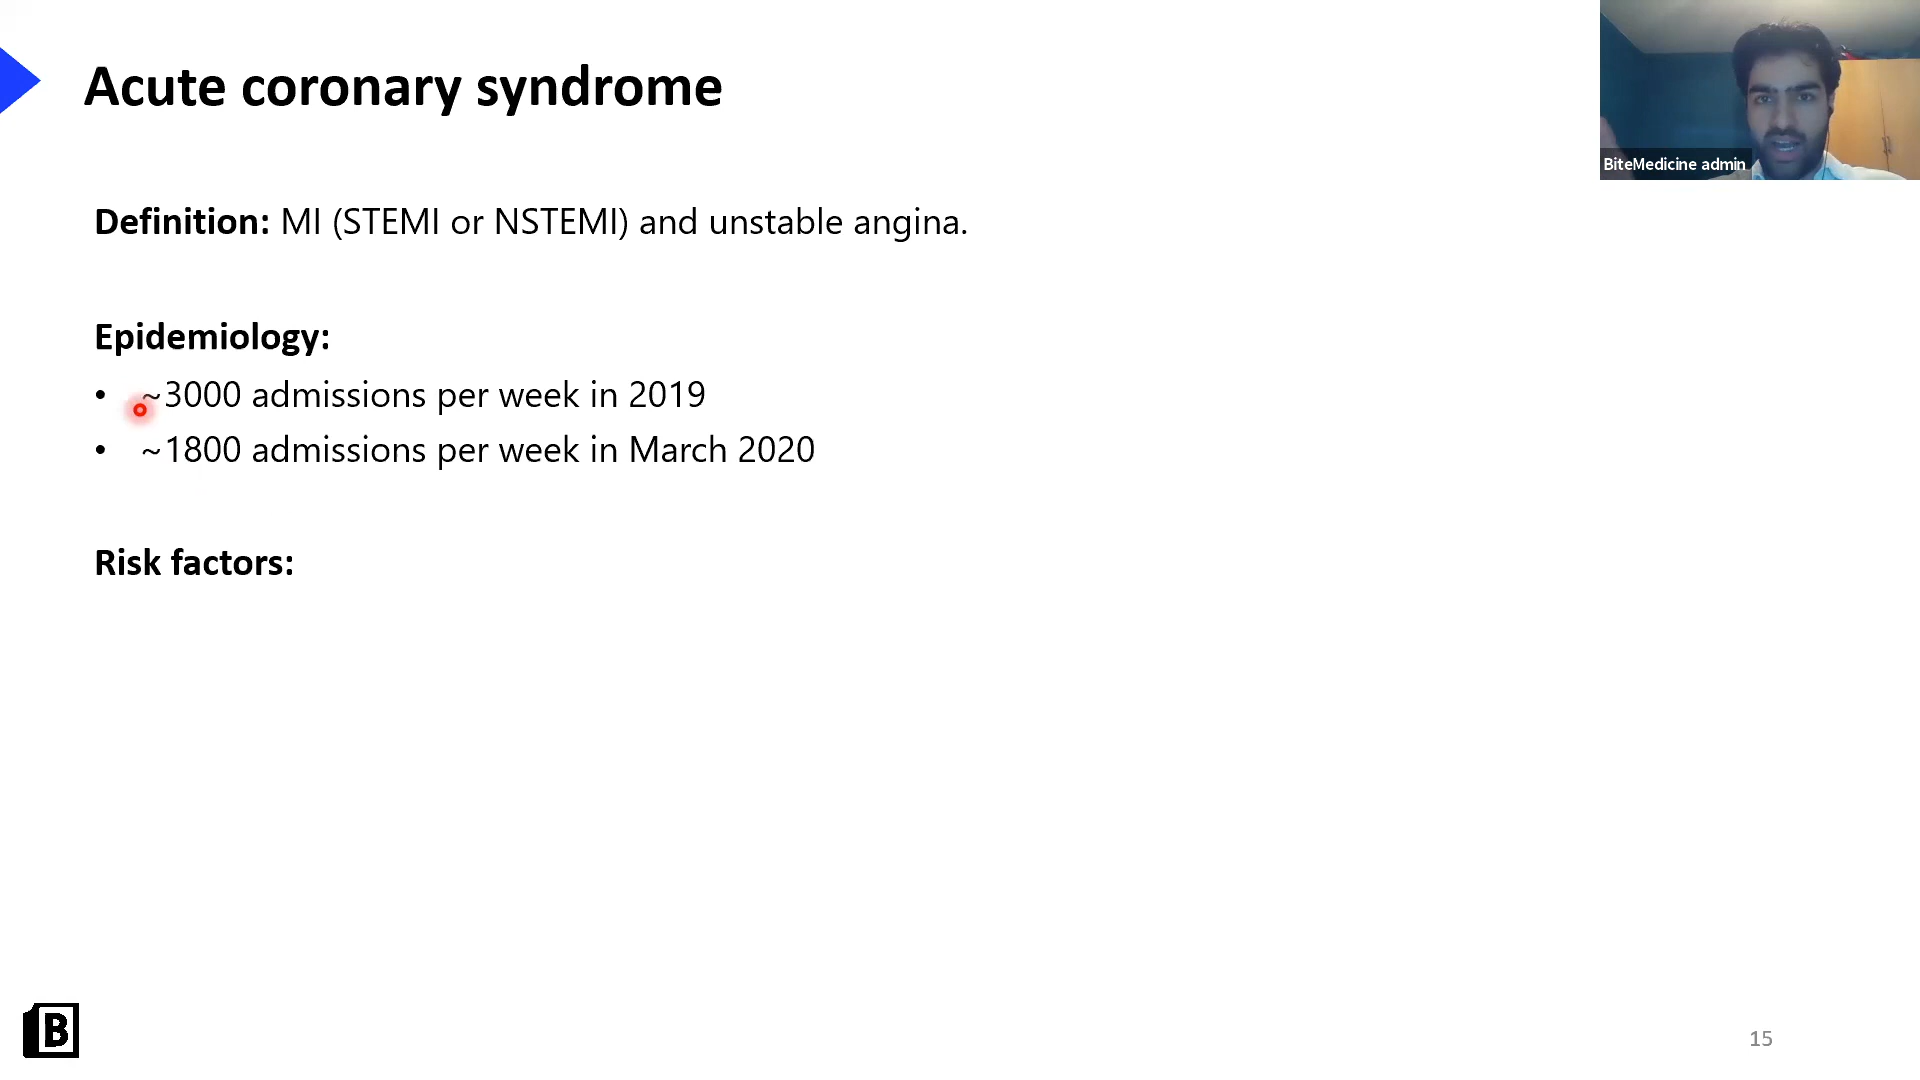 Acute coronary syndrome
BiteMedicine admin
Definition: MI (STEMI or NSTEMI) and unstable angina.
Epidemiology:
• ~3000 admissions per week in 2019
• ~1800 admissions per week in March 2020
Risk factors:
B
15